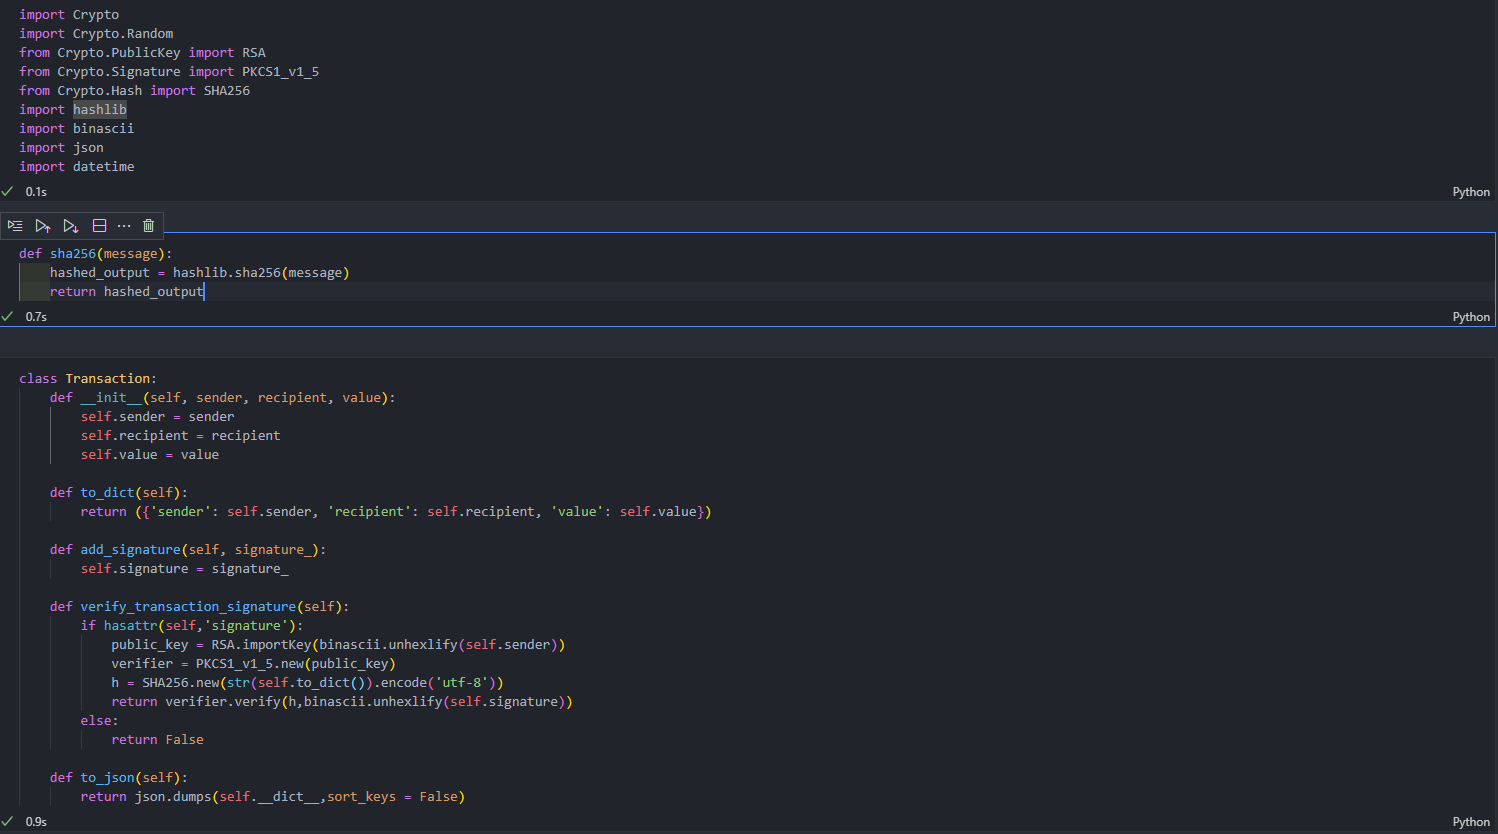 import Crypto
import Crypto.Random
from Crypto.PublicKey import RSA
from Crypto.Signature import PKCS1_v1_5
from Crypto.Hash import SHA256
import hashlib
import binascii
import json
import datetime
0.1s Python
def sha256(message):
    hashed_output = hashlib.sha256(message)
    return hashed_output
0.7s Python
class Transaction:
    def __init__(self, sender, recipient, value):
        self.sender = sender
        self.recipient = recipient
        self.value = value
    def to_dict(self):
        return ({'sender': self.sender, 'recipient': self.recipient, 'value': self.value})
    def add_signature(self, signature_):
        self.signature = signature_
    def verify_transaction_signature(self):
        if hasattr(self,'signature'):
            public_key = RSA.importKey(binascii.unhexlify(self.sender))
            verifier = PKCS1_v1_5.new(public_key)
            h = SHA256.new(str(self.to_dict()).encode('utf-8'))
            return verifier.verify(h,binascii.unhexlify(self.signature))
        else:
            return False
    def to_json(self):
        return json.dumps(self.__dict__,sort_keys = False)
0.9s Python